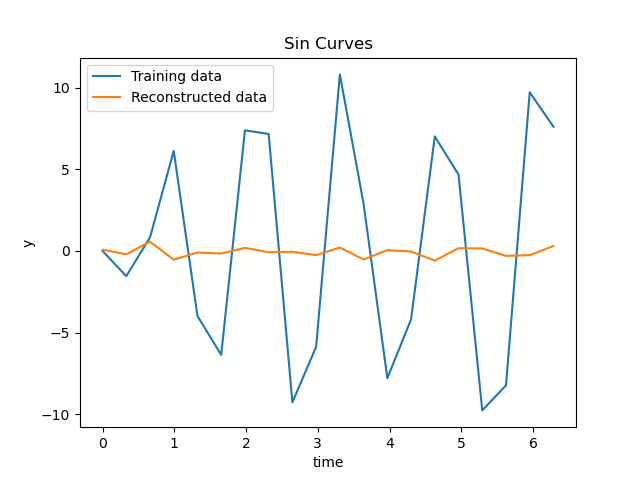 Sin Curves
Training data
Reconstructed data
10
5
0
−5
−10
y
0 1 2 3 4 5 6
time